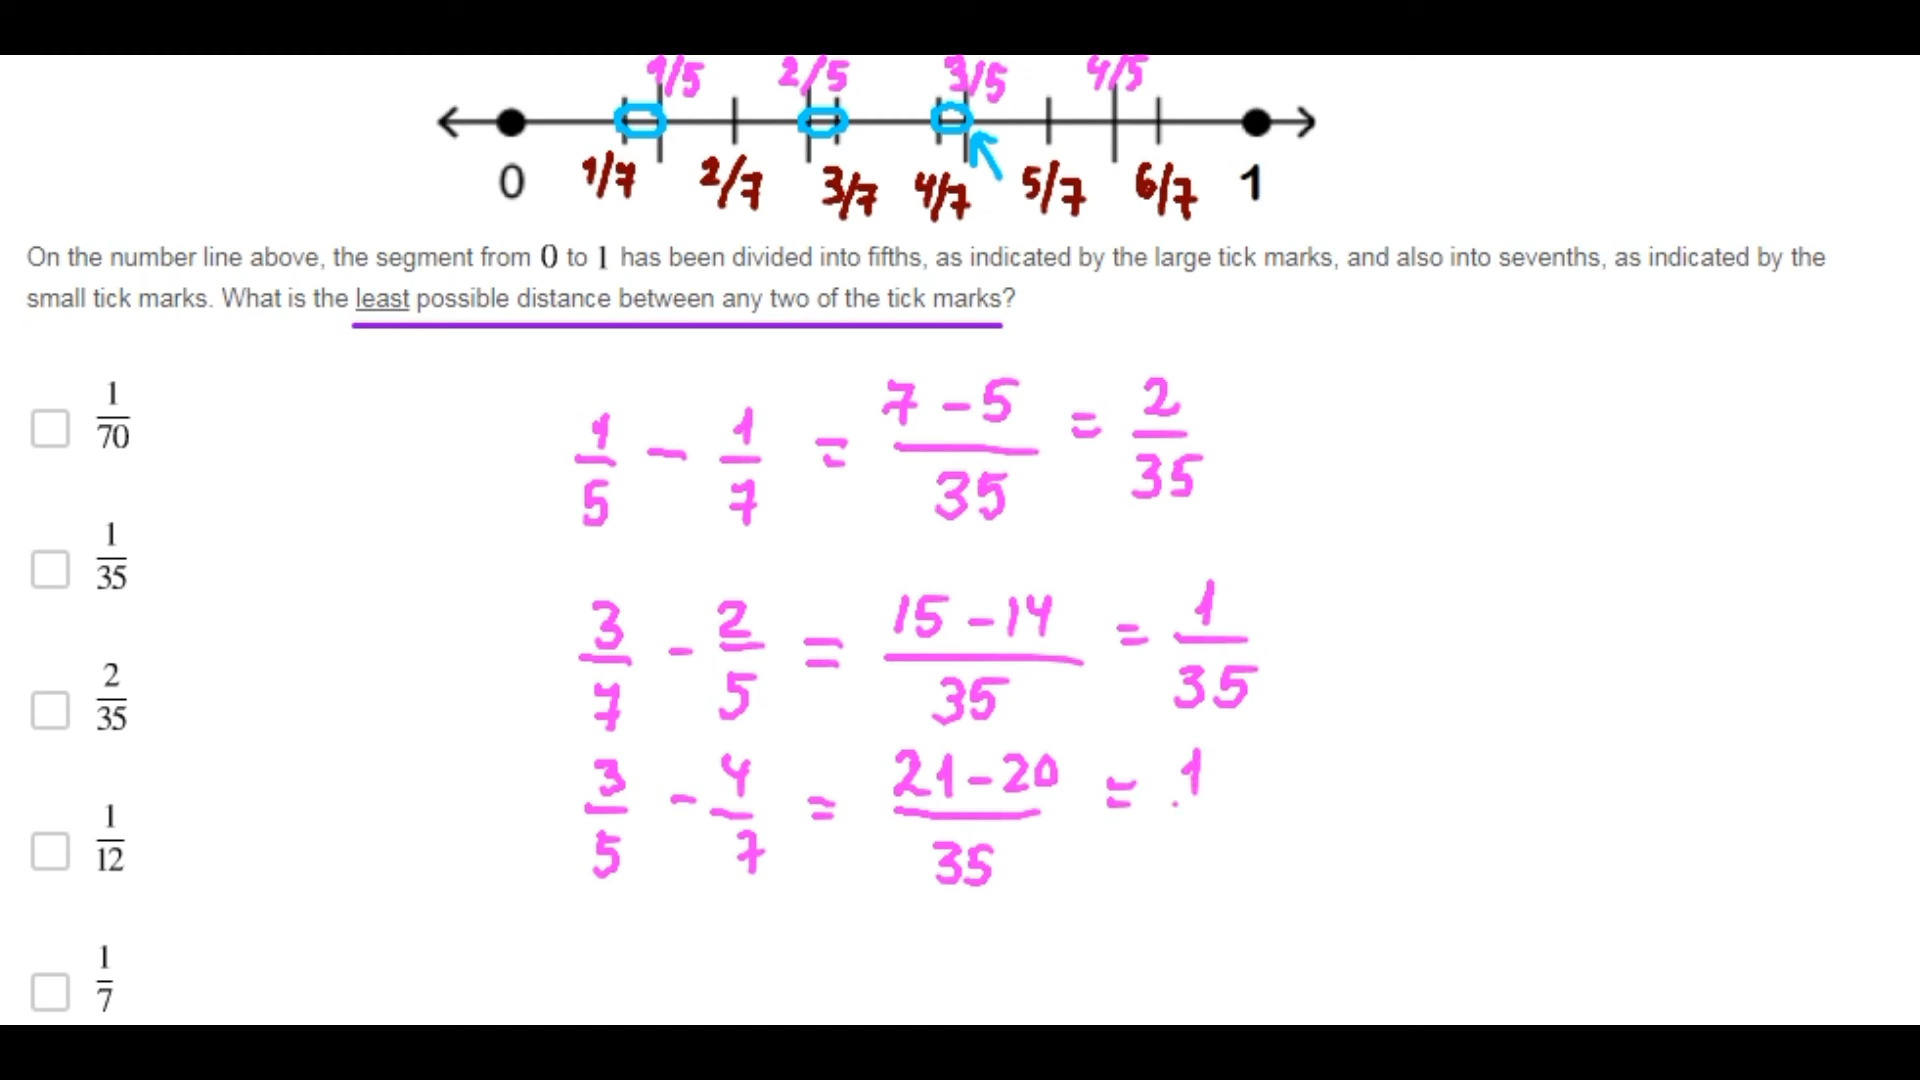 1/5 2/5 3/5 4/5
0 1/7 2/7 3/7 4/7 5/7 6/7 1
On the number line above, the segment from 0 to 1 has been divided into fifths, as indicated by the large tick marks, and also into sevenths, as indicated by the
small tick marks. What is the least possible distance between any two of the tick marks?
1/70
1/35
2/35
1/12
1/7
1/5 - 1/7 = 7-5/35 = 2/35
3/7 - 2/5 = 15-14/35 = 1/35
3/5 - 4/7 = 21-20/35 = 1